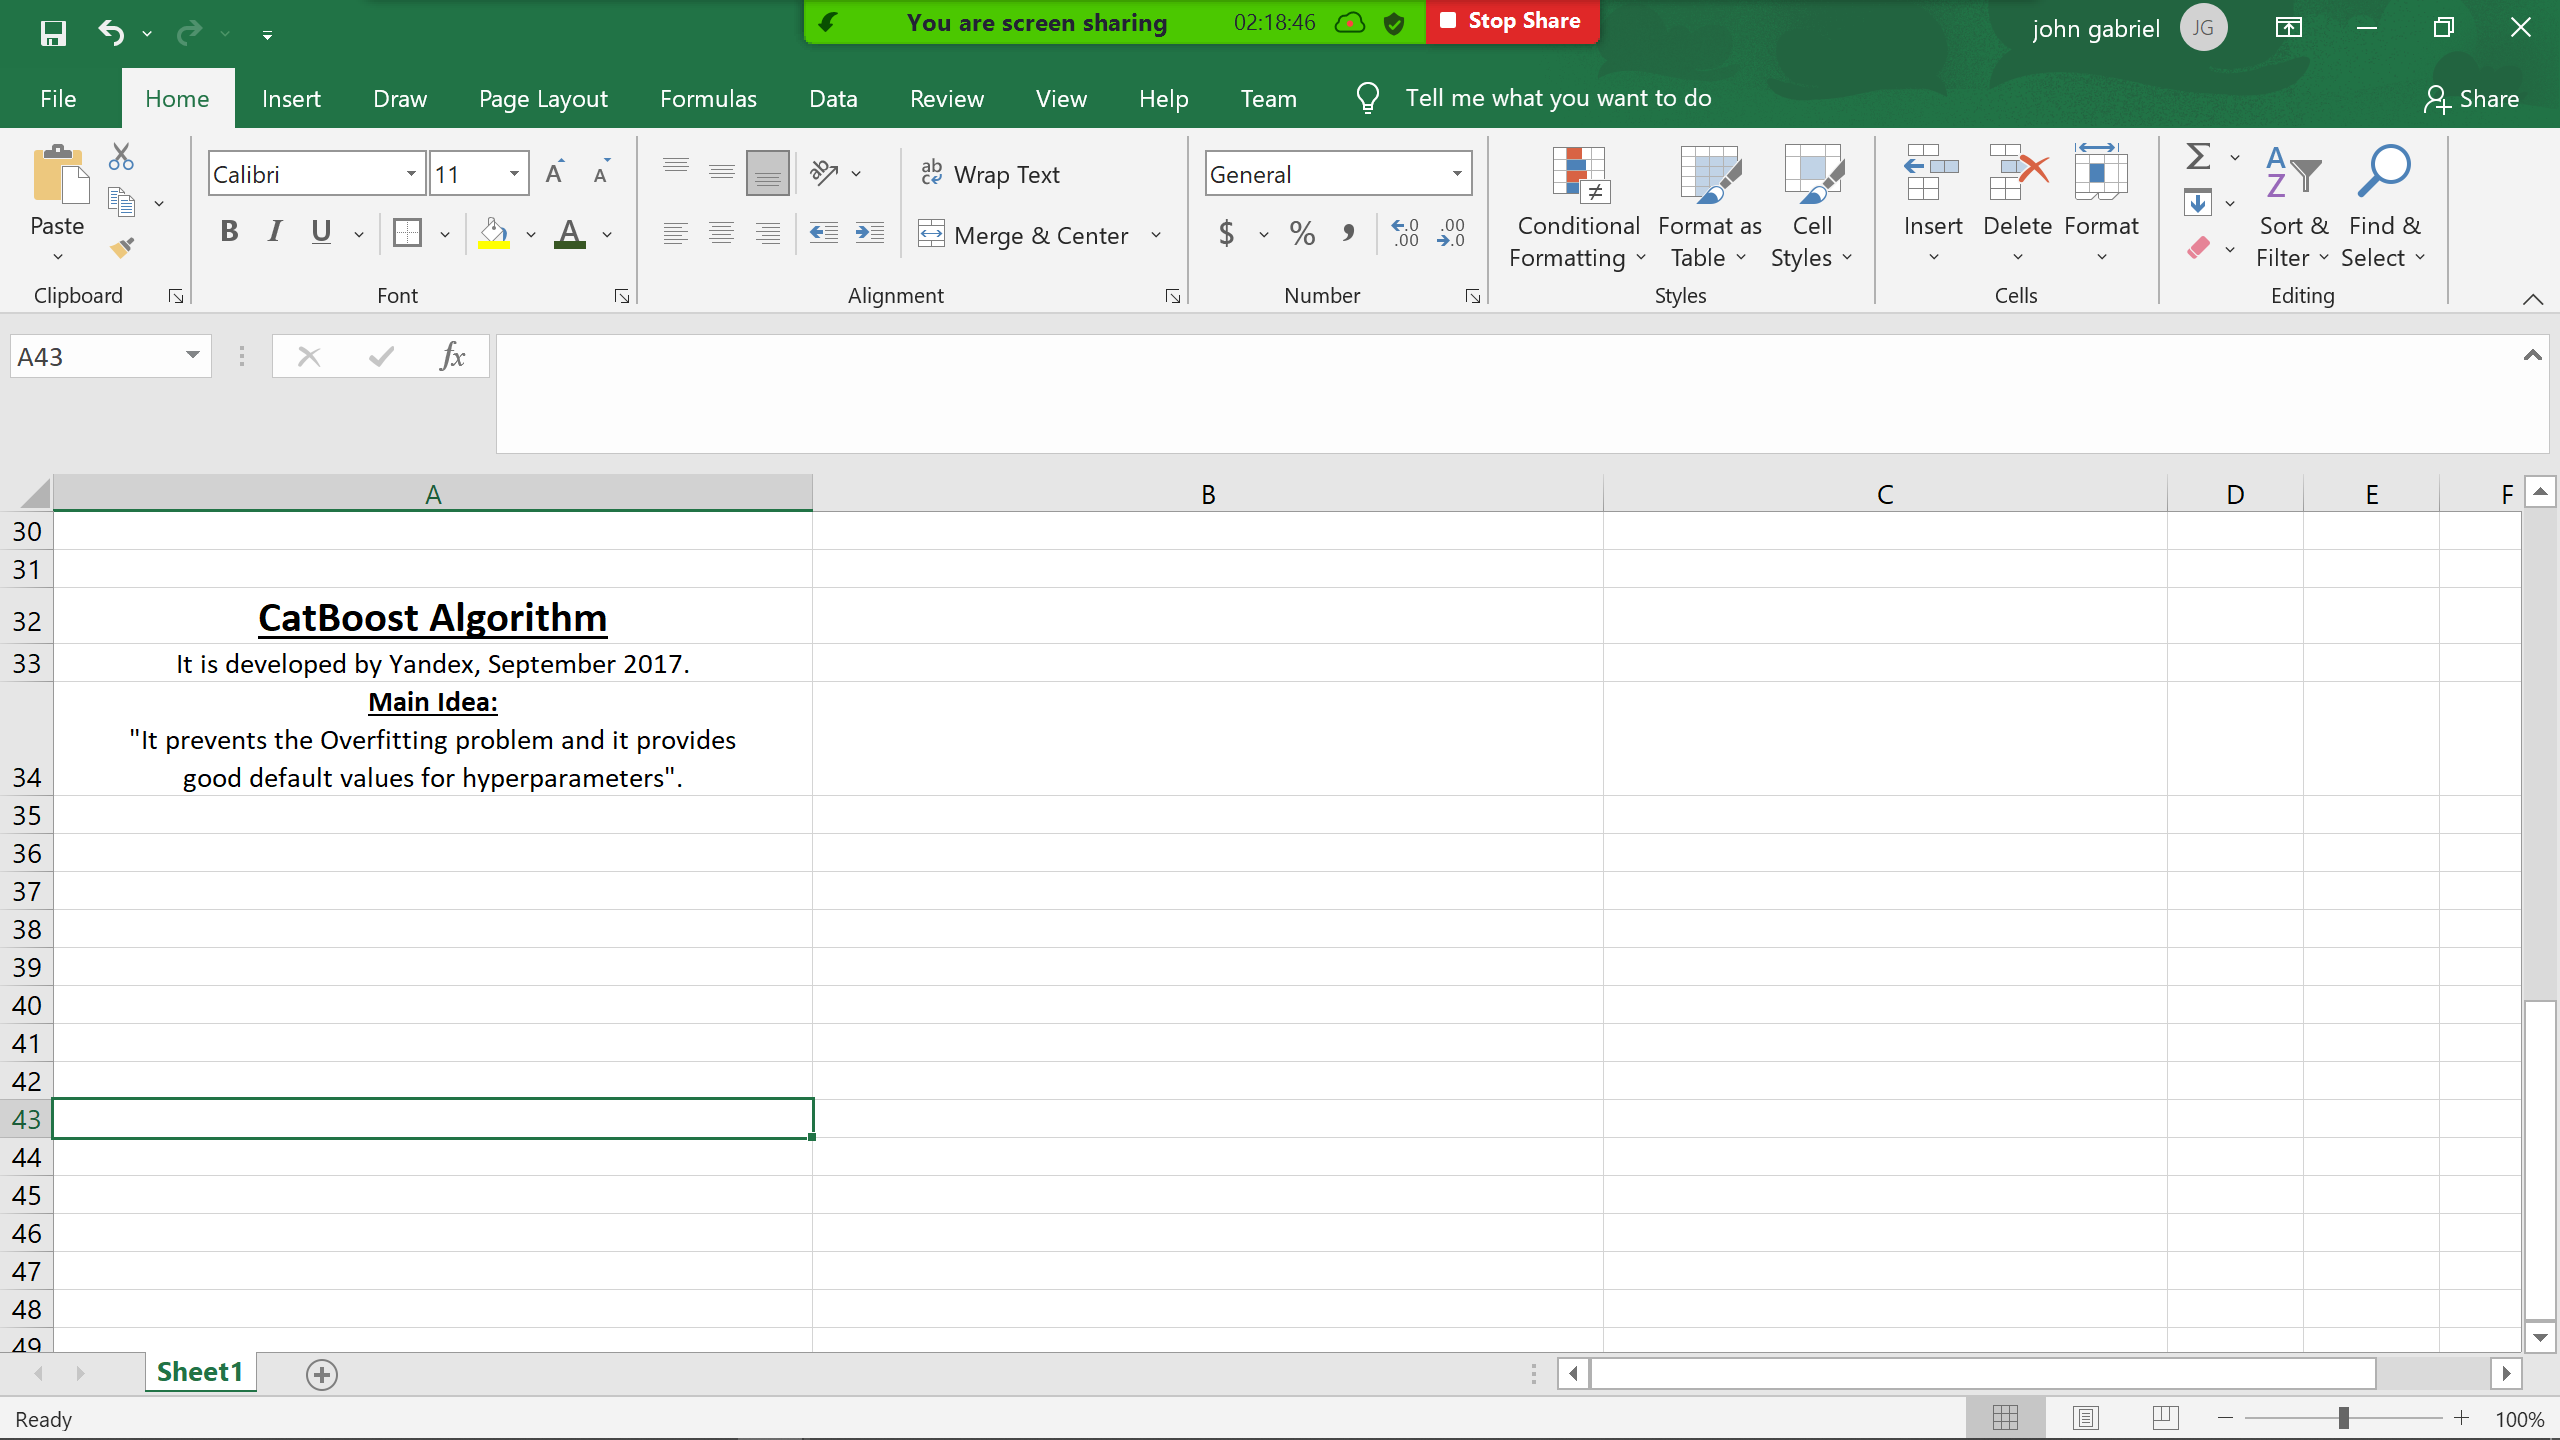 You are screen sharing 02:18:46 Stop Share
john gabriel JG
File Home Insert Draw Page Layout Formulas Data Review View Help Team Tell me what you want to do Share
Paste
Clipboard
Calibri 11 A A
B I U A
Font
ab Wrap Text
Merge & Center
Alignment
General
$ % , .0 .00 .00 .0
Number
Conditional Formatting
Format as Table
Cell Styles
Styles
Insert Delete Format
Cells
Sort & Filter
Find & Select
Editing
A43 fx
A B C D E F
30
31
32 CatBoost Algorithm
33 It is developed by Yandex, September 2017.
Main Idea:
"It prevents the Overfitting problem and it provides
34 good default values for hyperparameters".
35
36
37
38
39
40
41
42
43
44
45
46
47
48
49
Sheet1
Ready 100%